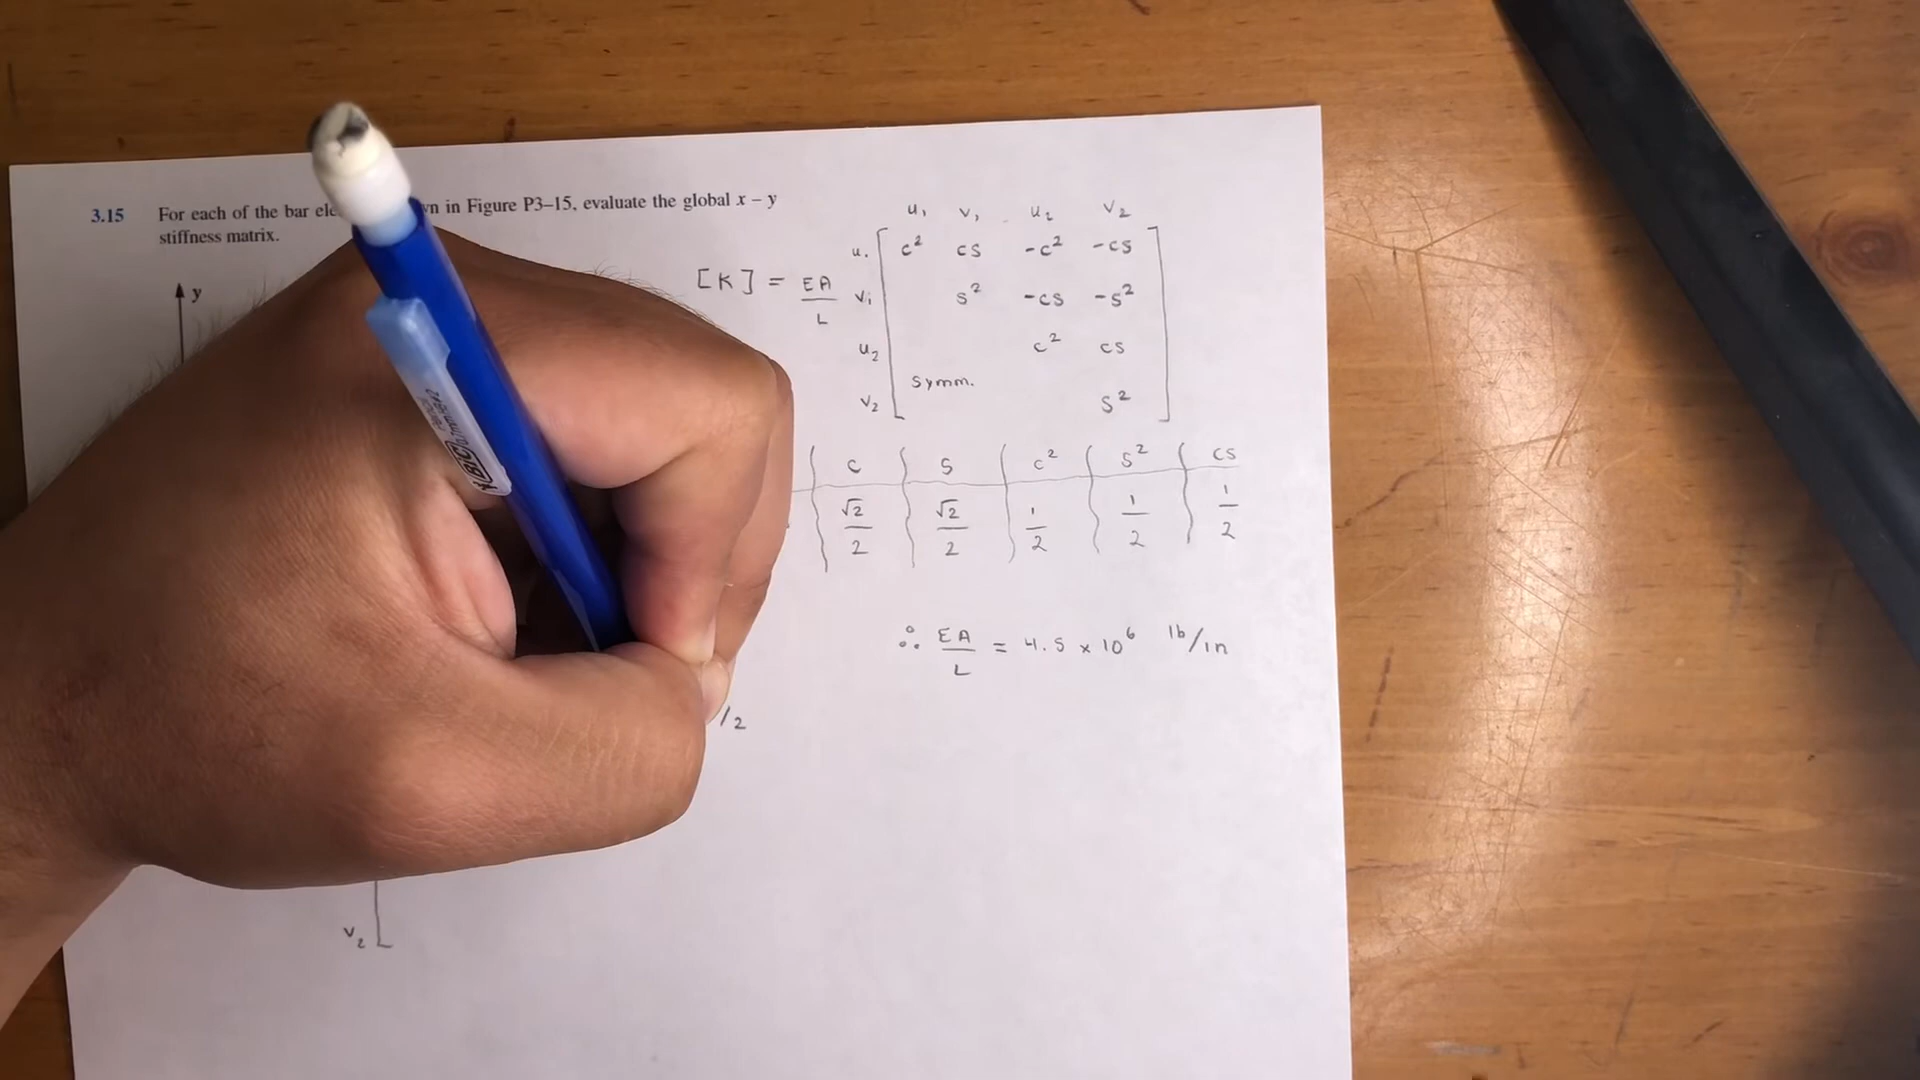 3.15 For each of the bar ele n in Figure P3–15, evaluate the global x – y
stiffness matrix.
y
u₁ v₁ u₂ v₂
[K] = EA/L
u₁ c² cs -c² -cs
v₁ s² -cs -s²
u₂ c² cs
symm.
v₂ s²
c s c² s² cs
√2/2 √2/2 1/2 1/2 1/2
∴ EA/L = 4.5 × 10⁶ lb/in
/2
v₂
BIC